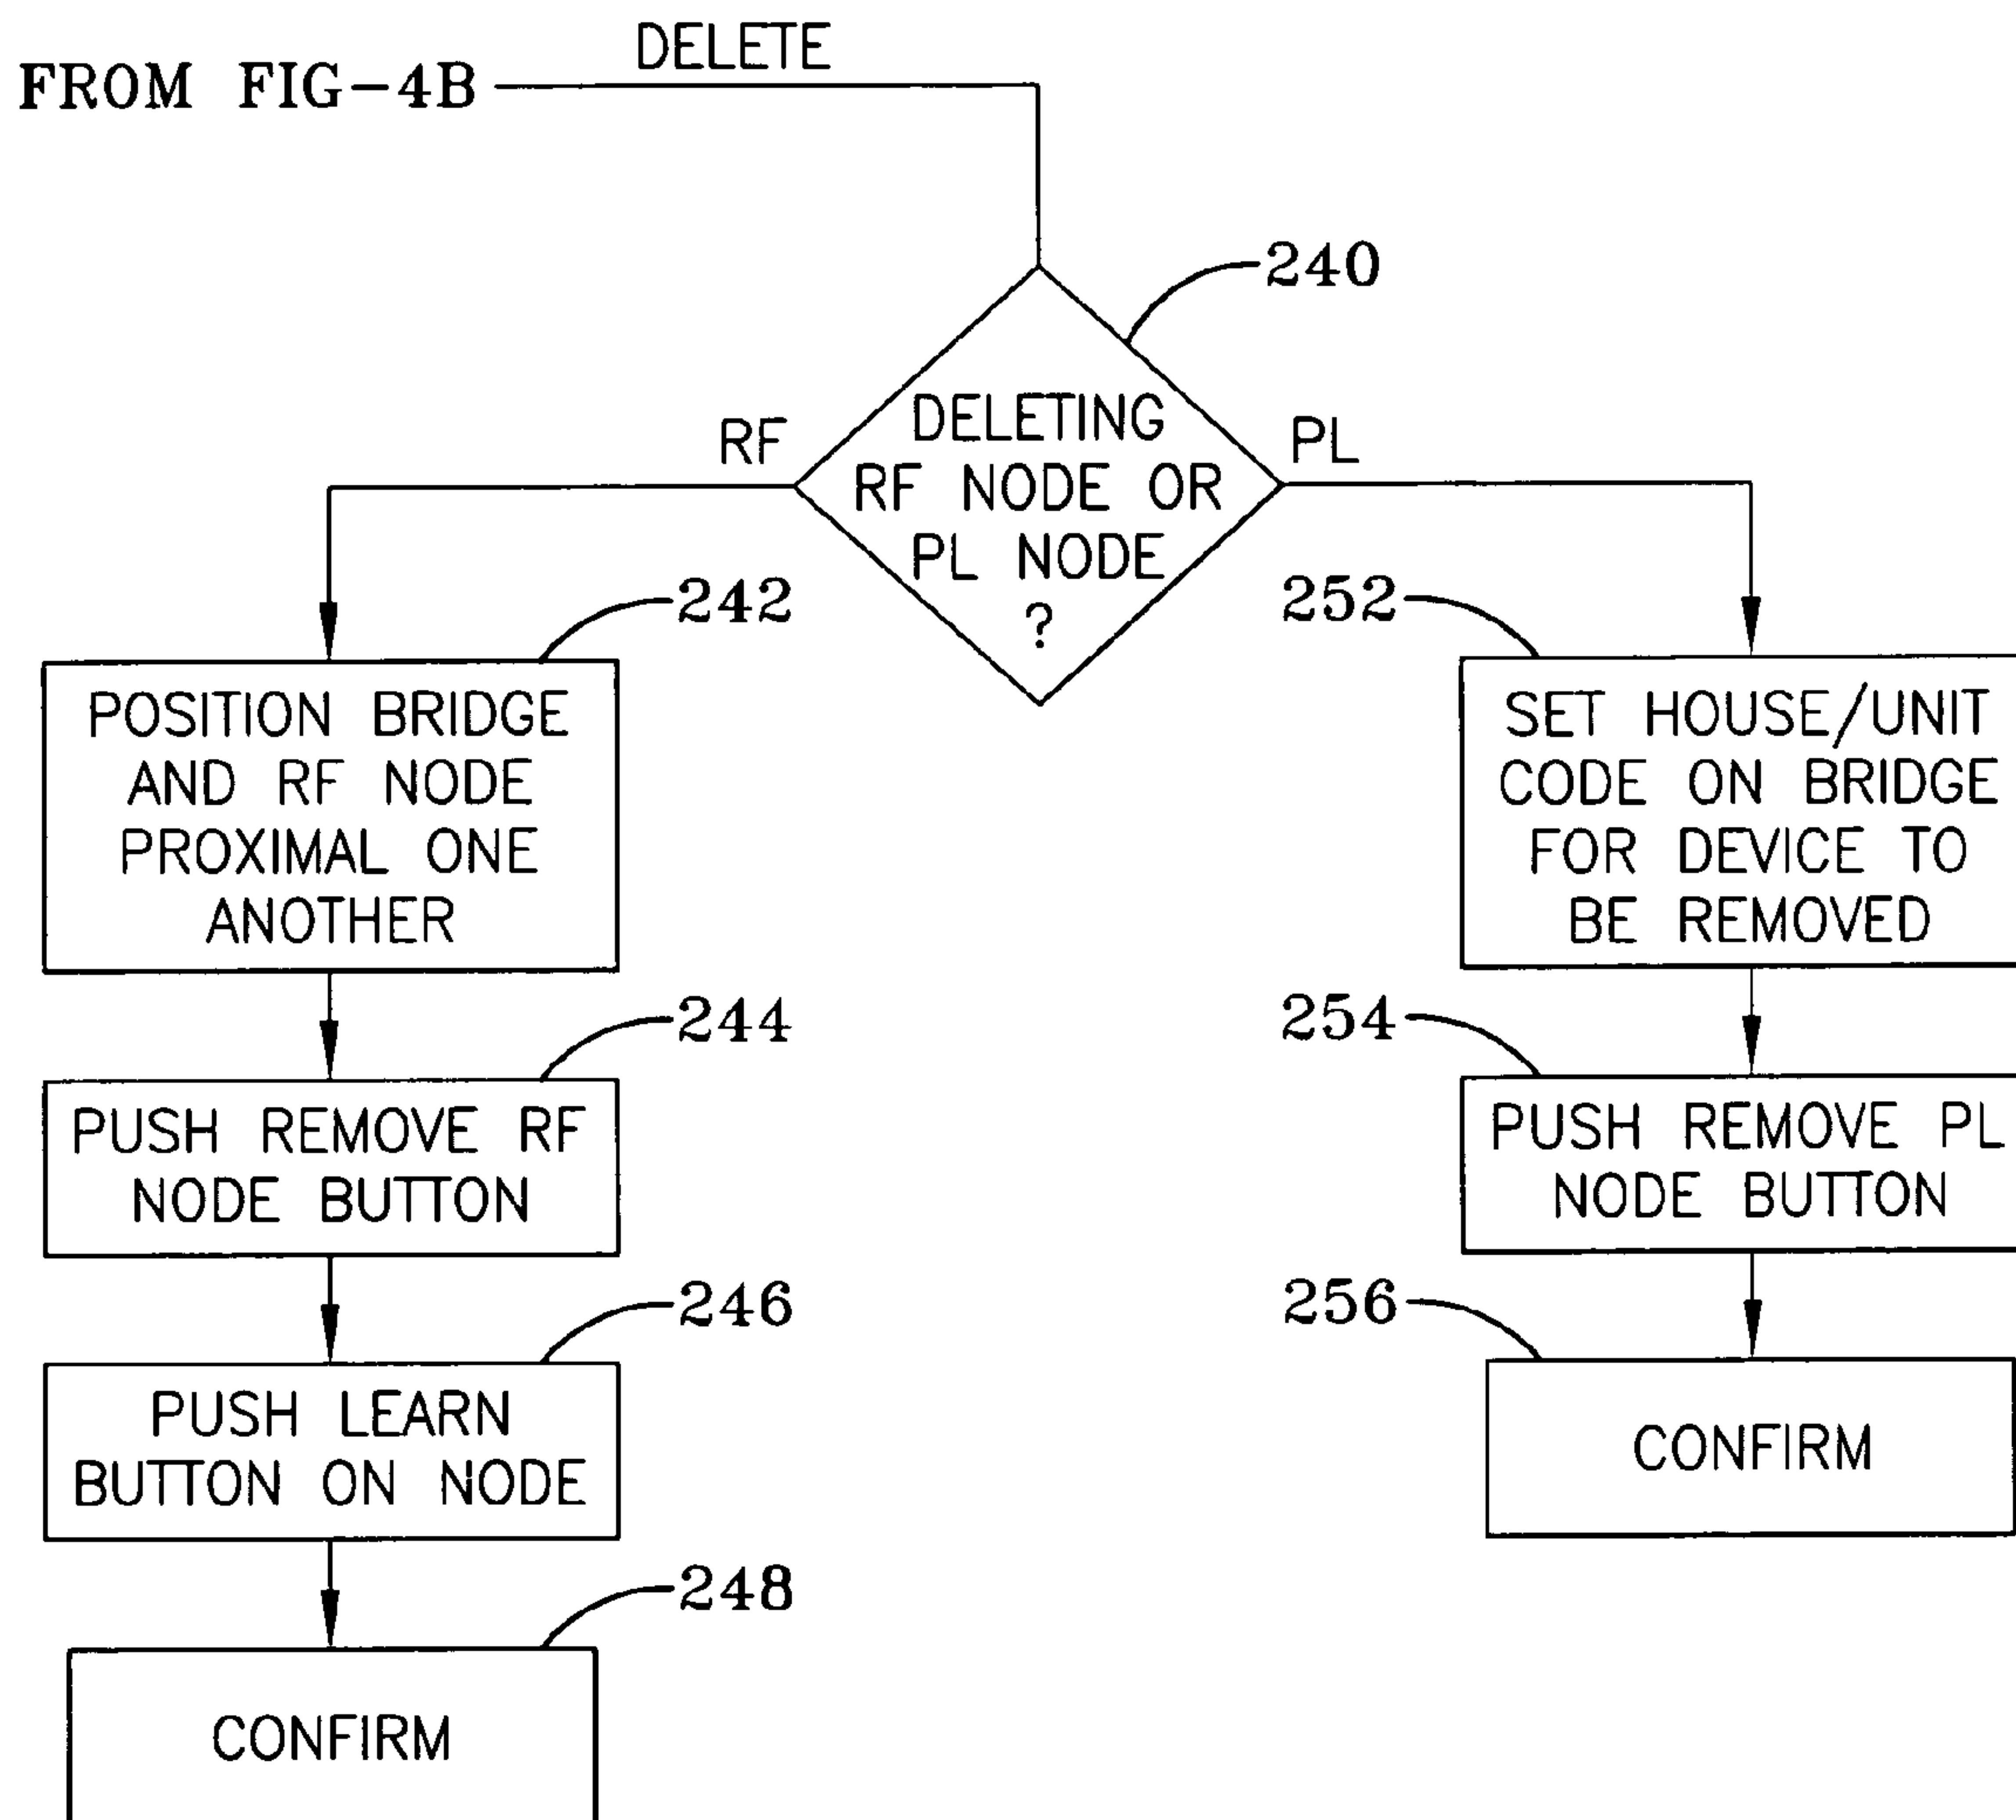 DELETE
FROM FIG-4B
240
DELETING
RF NODE OR
PL NODE
?
RF
PL
242
POSITION BRIDGE
AND RF NODE
PROXIMAL ONE
ANOTHER
244
PUSH REMOVE RF
NODE BUTTON
246
PUSH LEARN
BUTTON ON NODE
248
CONFIRM
252
SET HOUSE/UNIT
CODE ON BRIDGE
FOR DEVICE TO
BE REMOVED
254
PUSH REMOVE PL
NODE BUTTON
256
CONFIRM